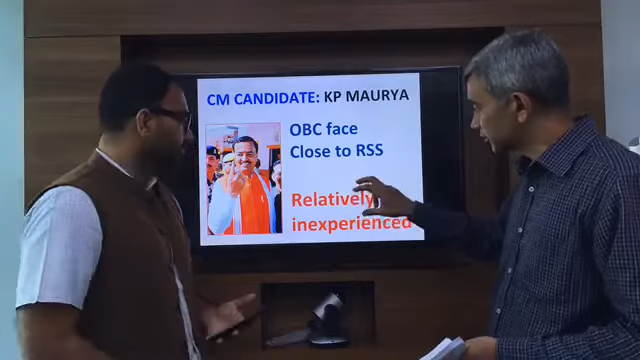 CM CANDIDATE: KP MAURYA
OBC face
Close to RSS
Relatively
inexperienced